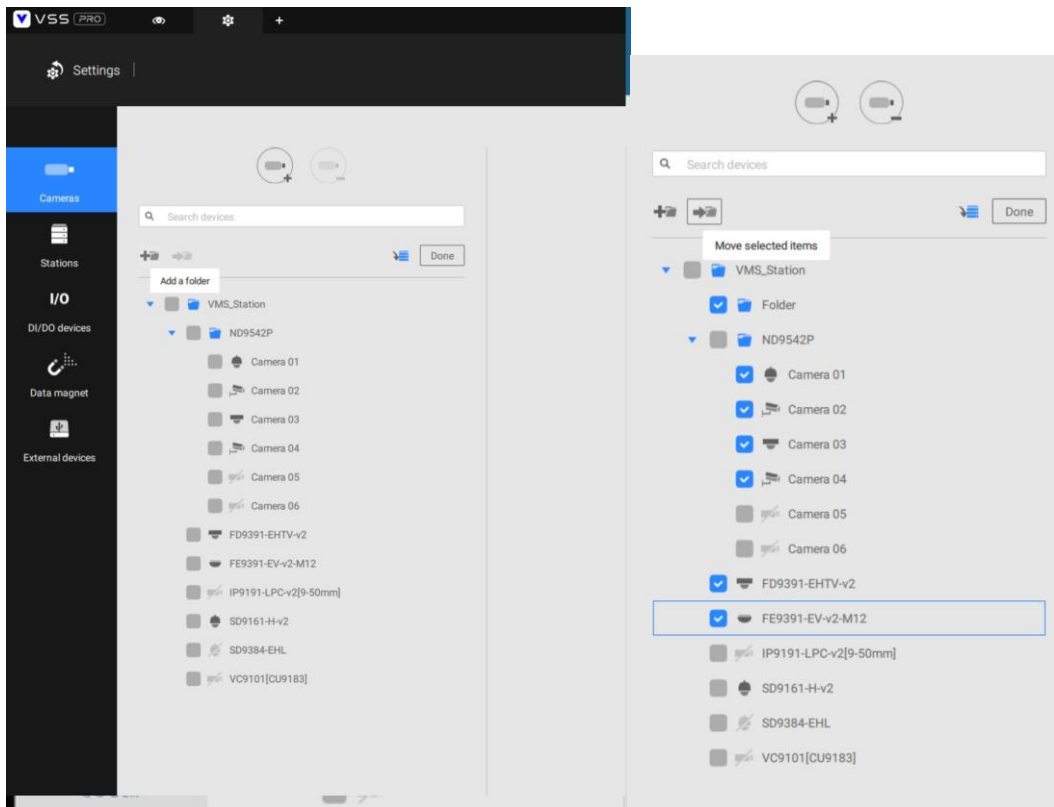 VSS PRO
Settings
Cameras
Stations
I/O
DI/DO devices
Data magnet
External devices
Search devices
Done
Add a folder
VMS_Station
ND9542P
Camera 01
Camera 02
Camera 03
Camera 04
Camera 05
Camera 06
FD9391-EHTV-v2
FE9391-EV-v2-M12
IP9191-LPC-v2[9-50mm]
SD9161-H-v2
SD9384-EHL
VC9101[CU9183]
Search devices
Done
Move selected items
VMS_Station
Folder
ND9542P
Camera 01
Camera 02
Camera 03
Camera 04
Camera 05
Camera 06
FD9391-EHTV-v2
FE9391-EV-v2-M12
IP9191-LPC-v2[9-50mm]
SD9161-H-v2
SD9384-EHL
VC9101[CU9183]